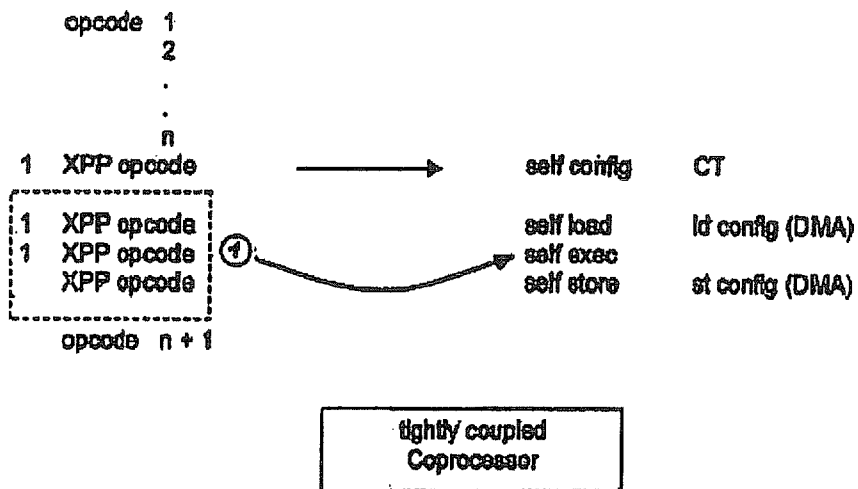 opcode 1
2
.
.
n
1 XPP opcode self config CT
1 XPP opcode self load ld config (DMA)
1 XPP opcode 1 self exec
XPP opcode self store st config (DMA)
opcode n + 1
tightly coupled
Coprocessor